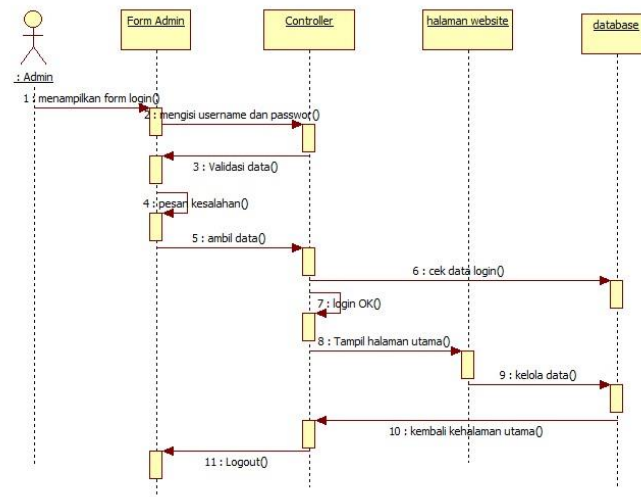 Form Admin
Controller
halaman website
database
: Admin
1 : menampilkan form login()
2 : mengisi username dan passwor()
3 : Validasi data()
4 : pesan kesalahan()
5 : ambil data()
6 : cek data login()
7 : login OK()
8 : Tampil halaman utama()
9 : kelola data()
10 : kembali kehalaman utama()
11 : Logout()